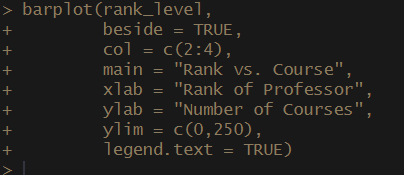 > barplot(rank_level,
+         beside = TRUE,
+         col = c(2:4),
+         main = "Rank vs. Course",
+         xlab = "Rank of Professor",
+         ylab = "Number of Courses",
+         ylim = c(0,250),
+         legend.text = TRUE)
>